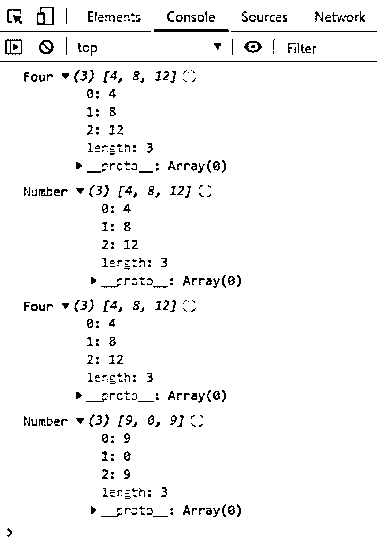 Elements Console Sources Network
top Filter
Four ▼(3) [4, 8, 12]
0: 4
1: 8
2: 12
length: 3
▶__proto__: Array(0)
Number ▼(3) [4, 8, 12]
0: 4
1: 8
2: 12
length: 3
▶__proto__: Array(0)
Four ▼(3) [4, 8, 12]
0: 4
1: 8
2: 12
length: 3
▶__proto__: Array(0)
Number ▼(3) [9, 0, 9]
0: 9
1: 0
2: 9
length: 3
▶__proto__: Array(0)